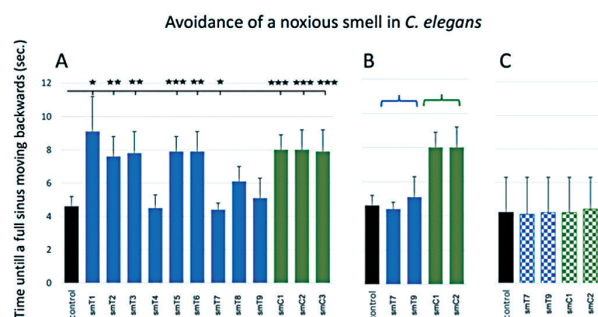 Avoidance of a noxious smell in C. elegans
A
B
C
Time untill a full sinus moving backwards (sec.)
★ ★★ ★★ ★★★ ★★★ ★ ★★★ ★★★ ★★★
12
10
8
6
4
2
0
control smT1 smT2 smT3 smT4 smT5 smT6 smT7 smT8 smT9 smC1 smC2 smC3
control smT7 smT9 smC1 smC2
control smT7 smT9 smC1 smC2